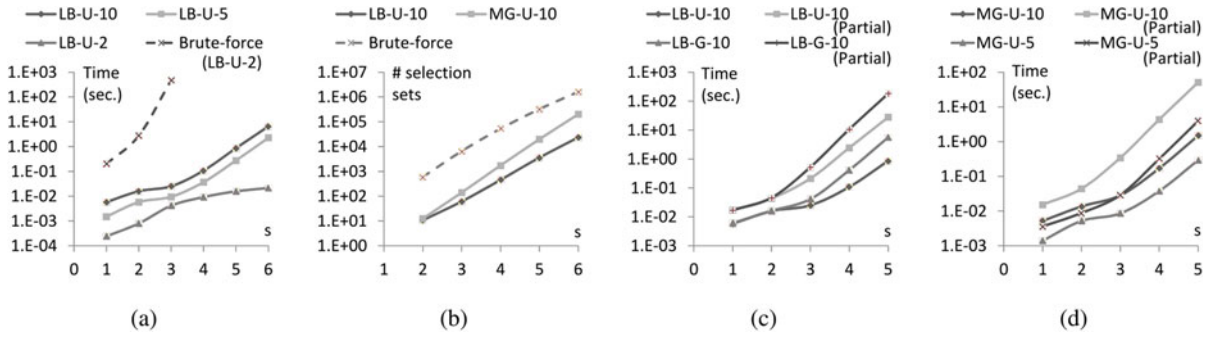 LB-U-10 LB-U-5
LB-U-2 Brute-force
(LB-U-2)
Time
(sec.)
1.E+03
1.E+02
1.E+01
1.E+00
1.E-01
1.E-02
1.E-03
1.E-04
s
0 1 2 3 4 5 6
(a)
LB-U-10 MG-U-10
Brute-force
# selection
sets
1.E+07
1.E+06
1.E+05
1.E+04
1.E+03
1.E+02
1.E+01
1.E+00
s
0 1 2 3 4 5 6
(b)
LB-U-10 LB-U-10
(Partial)
LB-G-10 LB-G-10
(Partial)
Time
(sec.)
1.E+03
1.E+02
1.E+01
1.E+00
1.E-01
1.E-02
1.E-03
s
0 1 2 3 4 5
(c)
MG-U-10 MG-U-10
(Partial)
MG-U-5 MG-U-5
(Partial)
Time
(sec.)
1.E+02
1.E+01
1.E+00
1.E-01
1.E-02
1.E-03
s
0 1 2 3 4 5
(d)